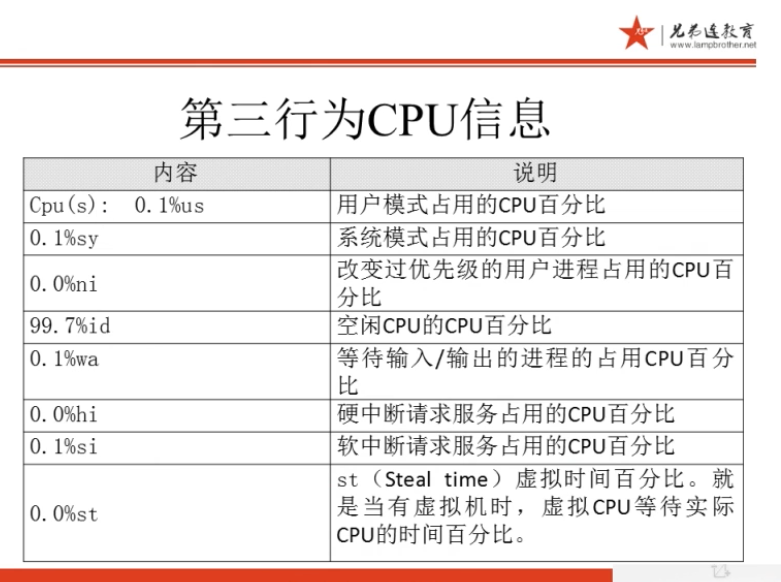 兄弟连教育
www.lampbrother.net
第三行为CPU信息
内容 说明
Cpu(s): 0.1%us 用户模式占用的CPU百分比
0.1%sy 系统模式占用的CPU百分比
0.0%ni 改变过优先级的用户进程占用的CPU百
分比
99.7%id 空闲CPU的CPU百分比
0.1%wa 等待输入/输出的进程的占用CPU百分
比
0.0%hi 硬中断请求服务占用的CPU百分比
0.1%si 软中断请求服务占用的CPU百分比
0.0%st st（Steal time）虚拟时间百分比。就
是当有虚拟机时，虚拟CPU等待实际
CPU的时间百分比。